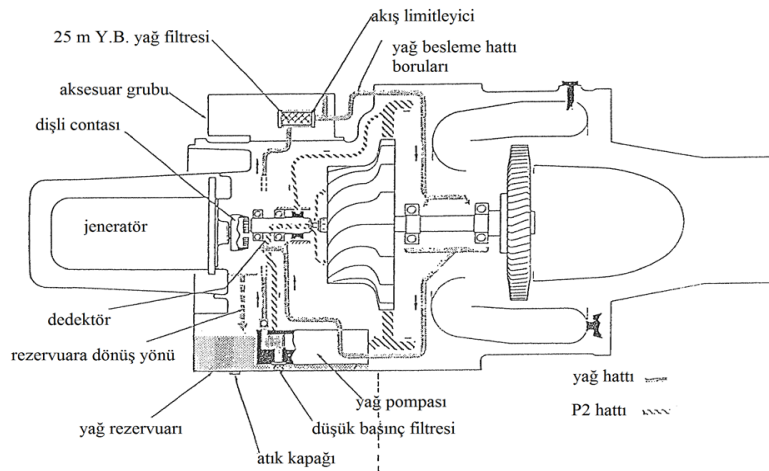 akış limitleyici
25 m Y.B. yağ filtresi
yağ besleme hattı
boruları
aksesuar grubu
dişli contası
jeneratör
dedektör
rezervuara dönüş yönü
yağ hattı
yağ pompası
P2 hattı
yağ rezervuarı
düşük basınç filtresi
atık kapağı